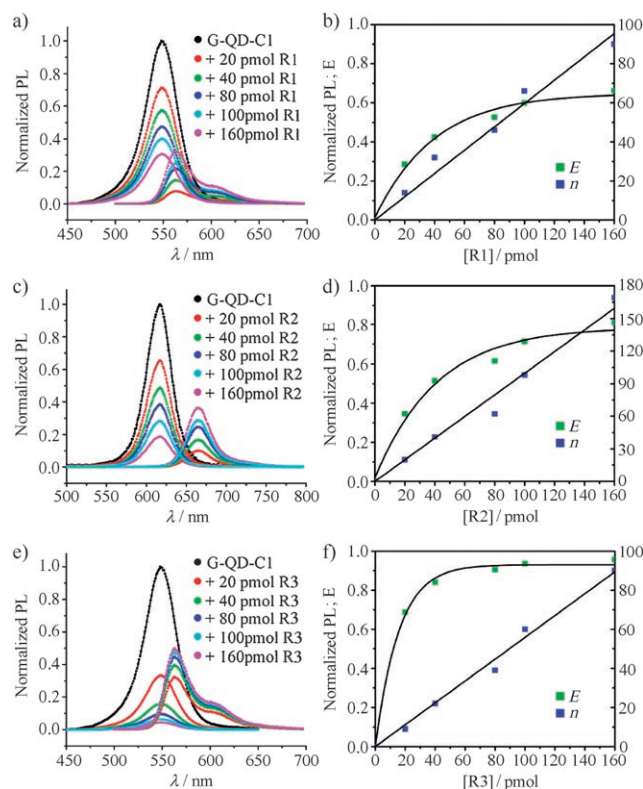 a)
Normalized PL
1.0
0.8
0.6
0.4
0.2
0.0
G-QD-C1
+ 20 pmol R1
+ 40 pmol R1
+ 80 pmol R1
+ 100pmol R1
+ 160pmol R1
450 500 550 600 650 700
λ / nm
b)
Normalized PL; E
1.0
0.8
0.6
0.4
0.2
0.0
100
80
60
40
20
0
E
n
0 20 40 60 80 100 120 140 160
[R1] / pmol
c)
Normalized PL
1.0
0.8
0.6
0.4
0.2
0.0
G-QD-C1
+ 20 pmol R2
+ 40 pmol R2
+ 80 pmol R2
+ 100pmol R2
+ 160pmol R2
500 550 600 650 700 750 800
λ / nm
d)
Normalized PL; E
1.0
0.8
0.6
0.4
0.2
0.0
180
150
120
90
60
30
0
E
n
0 20 40 60 80 100 120 140 160
[R2] / pmol
e)
Normalized PL
1.0
0.8
0.6
0.4
0.2
0.0
G-QD-C1
+ 20 pmol R3
+ 40 pmol R3
+ 80 pmol R3
+ 100pmol R3
+ 160pmol R3
450 500 550 600 650 700
λ / nm
f)
Normalized PL; E
1.0
0.8
0.6
0.4
0.2
0.0
100
80
60
40
20
0
E
n
0 20 40 60 80 100 120 140 160
[R3] / pmol